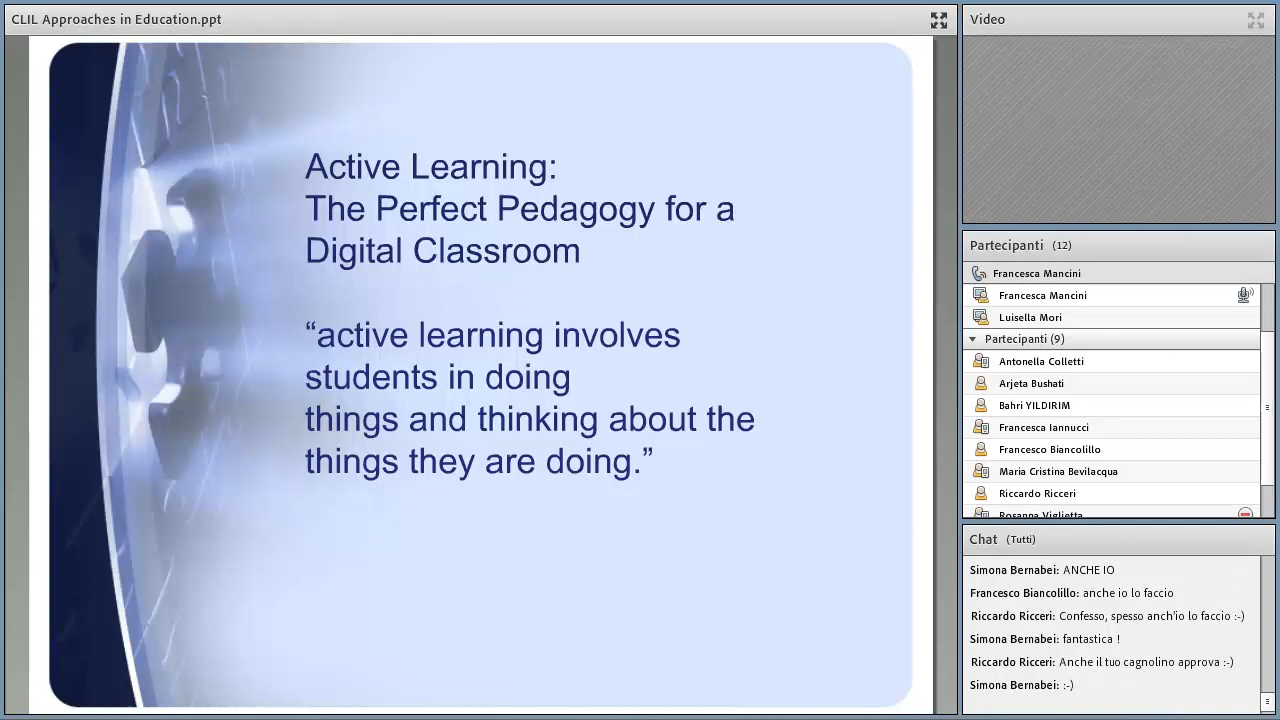 CLIL Approaches in Education.ppt
Active Learning:
The Perfect Pedagogy for a
Digital Classroom
“active learning involves
students in doing
things and thinking about the
things they are doing.”
Video
Partecipanti (12)
Francesca Mancini
Francesca Mancini
Luisella Mori
Partecipanti (9)
Antonella Colletti
Arjeta Bushati
Bahri YILDIRIM
Francesca Iannucci
Francesco Biancolillo
Maria Cristina Bevilacqua
Riccardo Ricceri
Rosanna Viglietta
Chat (Tutti)
Simona Bernabei: ANCHE IO
Francesco Biancolillo: anche io lo faccio
Riccardo Ricceri: Confesso, spesso anch'io lo faccio :-)
Simona Bernabei: fantastica !
Riccardo Ricceri: Anche il tuo cagnolino approva :-)
Simona Bernabei: :-)